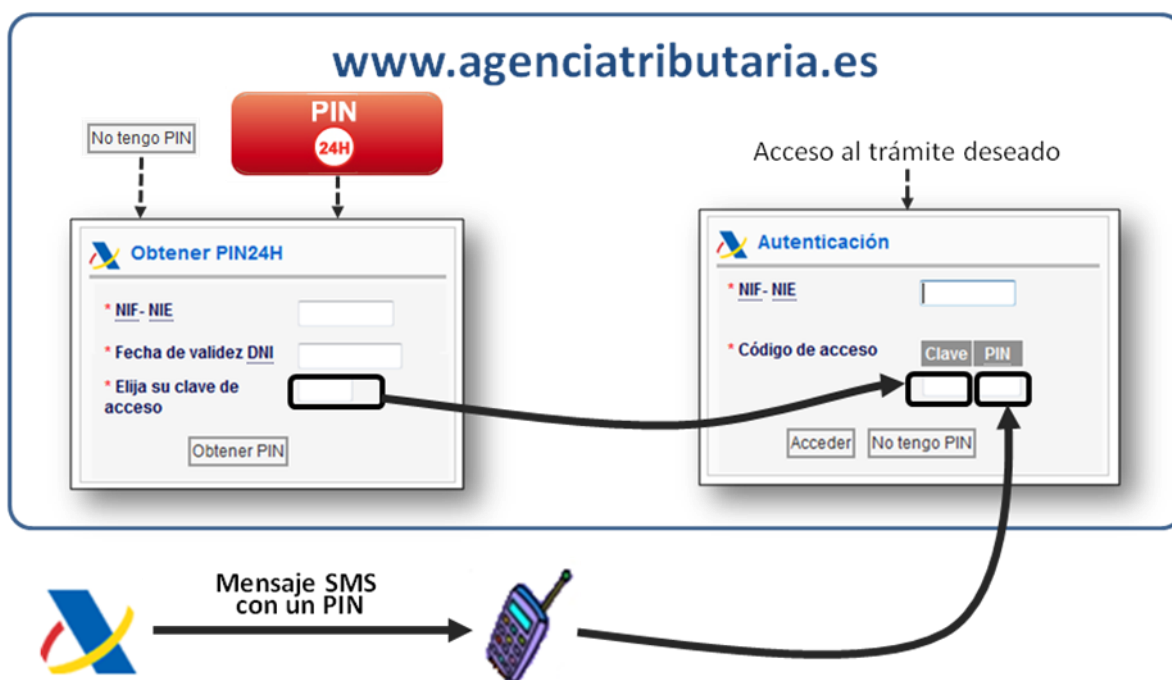 www.agenciatributaria.es
No tengo PIN
PIN
24H
Acceso al trámite deseado
Obtener PIN24H
* NIF- NIE
* Fecha de validez DNI
* Elija su clave de
acceso
Obtener PIN
Autenticación
* NIF- NIE
* Código de acceso
Clave PIN
Acceder No tengo PIN
Mensaje SMS
con un PIN